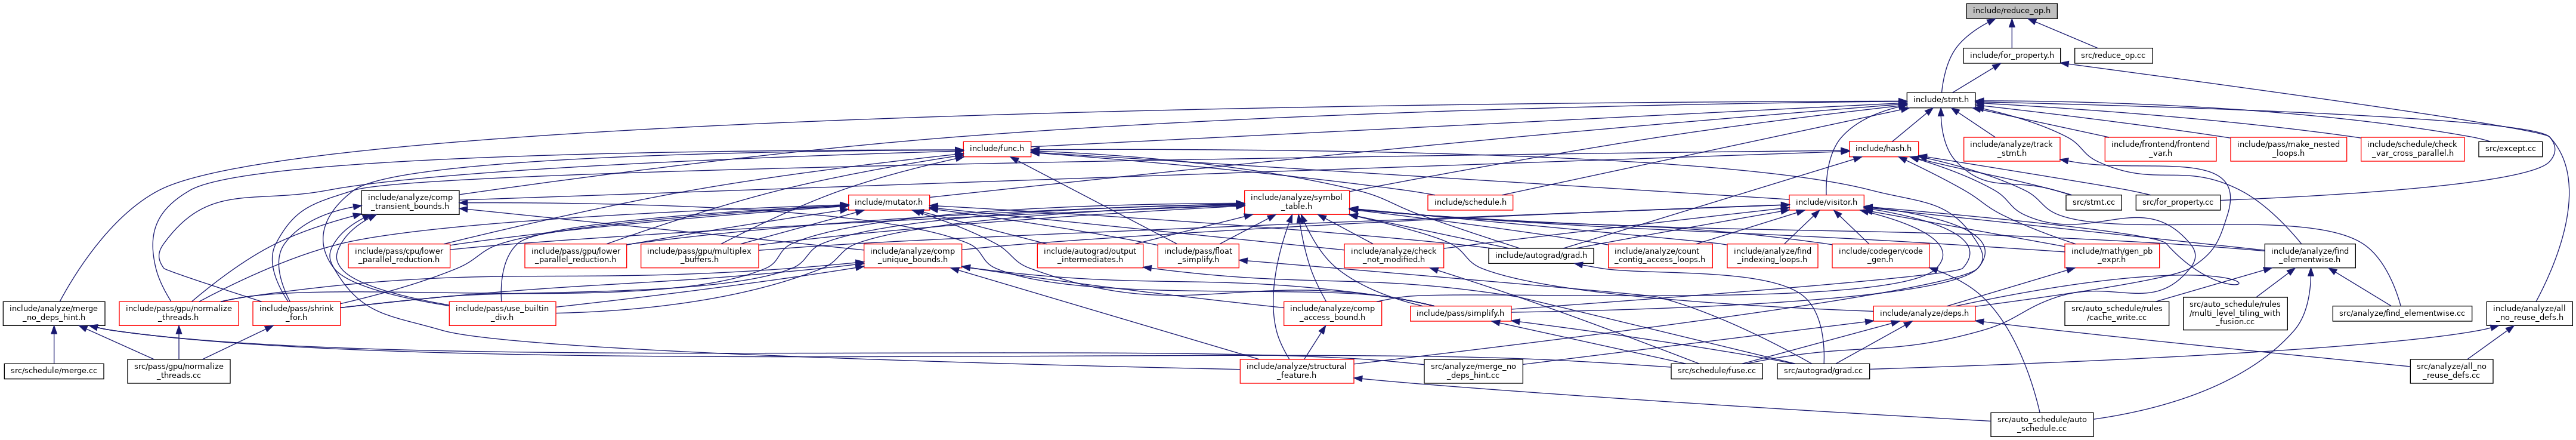 include/reduce_op.h
include/for_property.h
src/reduce_op.cc
include/stmt.h
include/func.h
include/hash.h
include/analyze/track
_stmt.h
include/frontend/frontend
_var.h
include/pass/make_nested
_loops.h
include/schedule/check
_var_cross_parallel.h
src/except.cc
include/analyze/comp
_transient_bounds.h
include/mutator.h
include/analyze/symbol
_table.h
include/schedule.h
include/visitor.h
src/stmt.cc
src/for_property.cc
include/pass/cpu/lower
_parallel_reduction.h
include/pass/gpu/lower
_parallel_reduction.h
include/pass/gpu/multiplex
_buffers.h
include/analyze/comp
_unique_bounds.h
include/autograd/output
_intermediates.h
include/pass/float
_simplify.h
include/analyze/check
_not_modified.h
include/autograd/grad.h
include/analyze/count
_contig_access_loops.h
include/analyze/find
_indexing_loops.h
include/codegen/code
_gen.h
include/math/gen_pb
_expr.h
include/analyze/find
_elementwise.h
include/analyze/merge
_no_deps_hint.h
include/pass/gpu/normalize
_threads.h
include/pass/shrink
_for.h
include/pass/use_builtin
_div.h
include/analyze/comp
_access_bound.h
include/pass/simplify.h
include/analyze/deps.h
src/auto_schedule/rules
/cache_write.cc
src/auto_schedule/rules
/multi_level_tiling_with
_fusion.cc
src/analyze/find_elementwise.cc
include/analyze/all
_no_reuse_defs.h
src/schedule/merge.cc
src/pass/gpu/normalize
_threads.cc
include/analyze/structural
_feature.h
src/analyze/merge_no
_deps_hint.cc
src/schedule/fuse.cc
src/autograd/grad.cc
src/analyze/all_no
_reuse_defs.cc
src/auto_schedule/auto
_schedule.cc